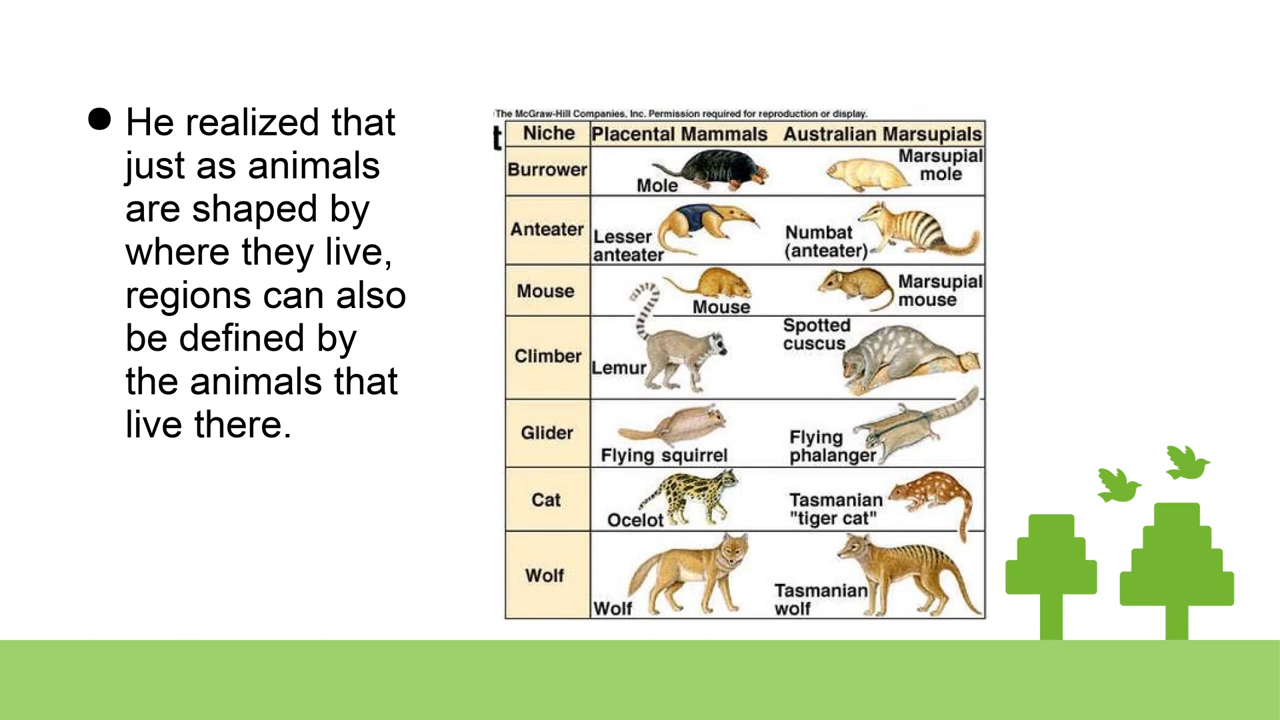 ● He realized that
just as animals
are shaped by
where they live,
regions can also
be defined by
the animals that
live there.
The McGraw-Hill Companies, Inc. Permission required for reproduction or display.
t
Niche Placental Mammals Australian Marsupials
Burrower
Mole
Marsupial
mole
Anteater
Lesser
anteater
Numbat
(anteater)
Mouse
Mouse
Marsupial
mouse
Climber
Lemur
Spotted
cuscus
Glider
Flying squirrel
Flying
phalanger
Cat
Ocelot
Tasmanian
"tiger cat"
Wolf
Wolf
Tasmanian
wolf